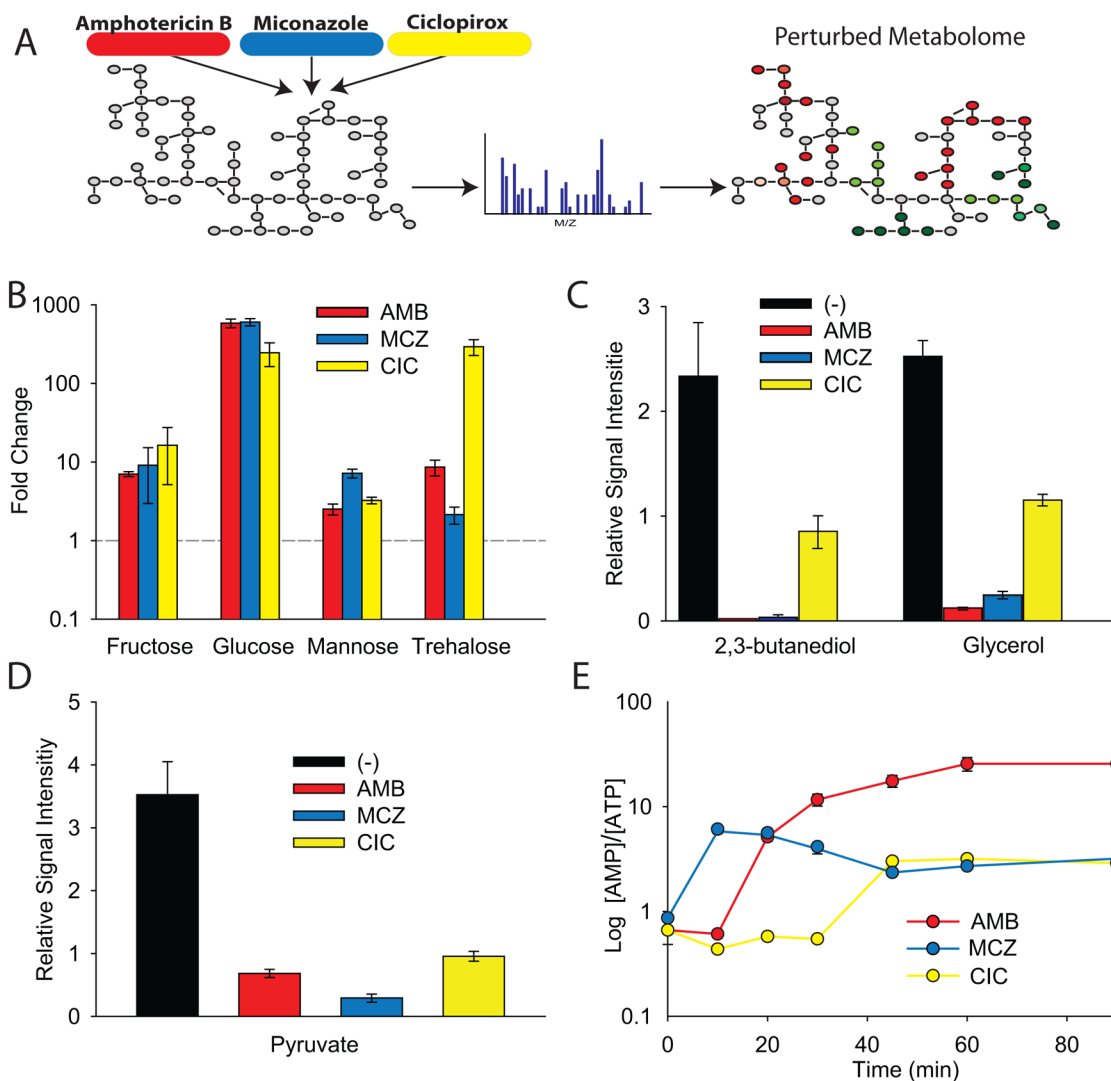 A
Amphotericin B
Miconazole
Ciclopirox
Perturbed Metabolome
M/Z
B
1000
100
10
1
0.1
Fold Change
AMB
MCZ
CIC
Fructose
Glucose
Mannose
Trehalose
C
3
2
1
0
Relative Signal Intensitie
(-)
AMB
MCZ
CIC
2,3-butanediol
Glycerol
D
5
4
3
2
1
0
Relative Signal Intensitiy
(-)
AMB
MCZ
CIC
Pyruvate
E
100
10
1
0.1
Log [AMP]/[ATP]
AMB
MCZ
CIC
0
20
40
60
80
Time (min)